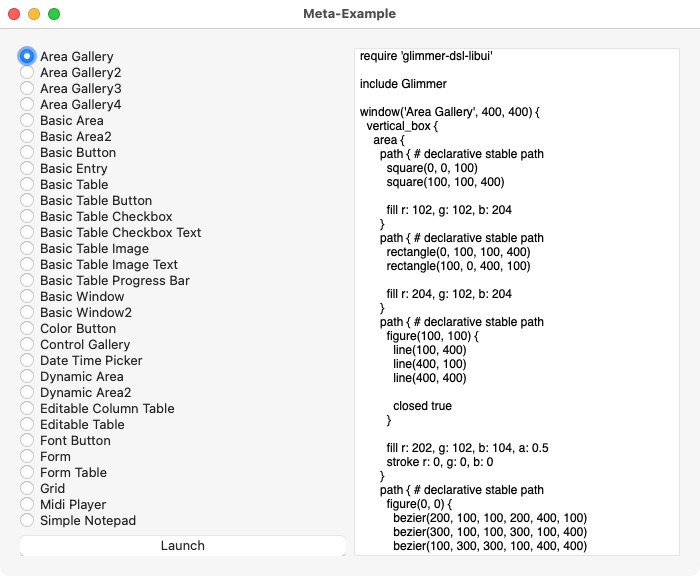 Meta-Example
Area Gallery
Area Gallery2
Area Gallery3
Area Gallery4
Basic Area
Basic Area2
Basic Button
Basic Entry
Basic Table
Basic Table Button
Basic Table Checkbox
Basic Table Checkbox Text
Basic Table Image
Basic Table Image Text
Basic Table Progress Bar
Basic Window
Basic Window2
Color Button
Control Gallery
Date Time Picker
Dynamic Area
Dynamic Area2
Editable Column Table
Editable Table
Font Button
Form
Form Table
Grid
Midi Player
Simple Notepad
Launch
require 'glimmer-dsl-libui'
include Glimmer
window('Area Gallery', 400, 400) {
vertical_box {
area {
path { # declarative stable path
square(0, 0, 100)
square(100, 100, 400)
fill r: 102, g: 102, b: 204
}
path { # declarative stable path
rectangle(0, 100, 100, 400)
rectangle(100, 0, 400, 100)
fill r: 204, g: 102, b: 204
}
path { # declarative stable path
figure(100, 100) {
line(100, 400)
line(400, 100)
line(400, 400)
closed true
}
fill r: 202, g: 102, b: 104, a: 0.5
stroke r: 0, g: 0, b: 0
}
path { # declarative stable path
figure(0, 0) {
bezier(200, 100, 100, 200, 400, 100)
bezier(300, 100, 100, 300, 100, 400)
bezier(100, 300, 300, 100, 400, 400)